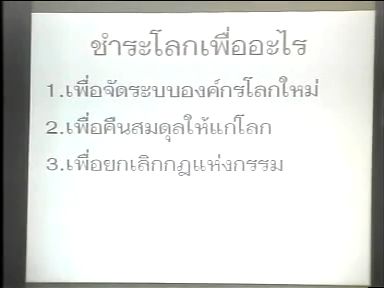 ชำระโลกเพื่ออะไร
1.เพื่อจัดระบบองค์กรโลกใหม่
2.เพื่อคืนสมดุลให้แก่โลก
3.เพื่อยกเลิกกฎแห่งกรรม